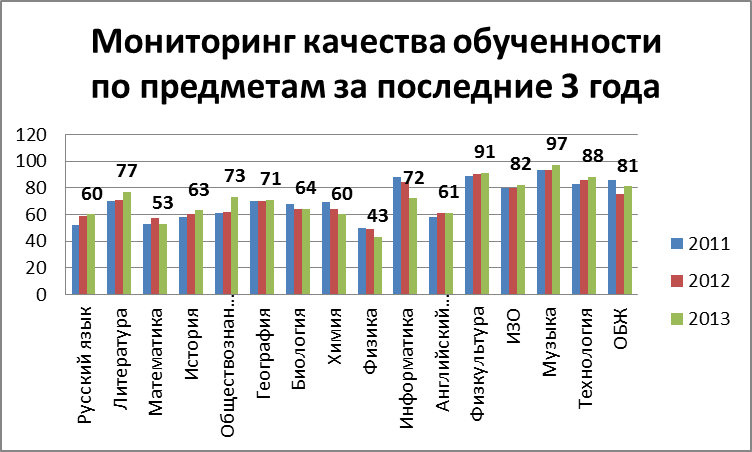 Мониторинг качества обученности
по предметам за последние 3 года
120
100
80
60
40
20
0
60
77
53
63
73
71
64
60
43
72
61
91
82
97
88
81
Русский язык
Литература
Математика
История
Обществознан…
География
Биология
Химия
Физика
Информатика
Английский…
Физкультура
ИЗО
Музыка
Технология
ОБЖ
2011
2012
2013